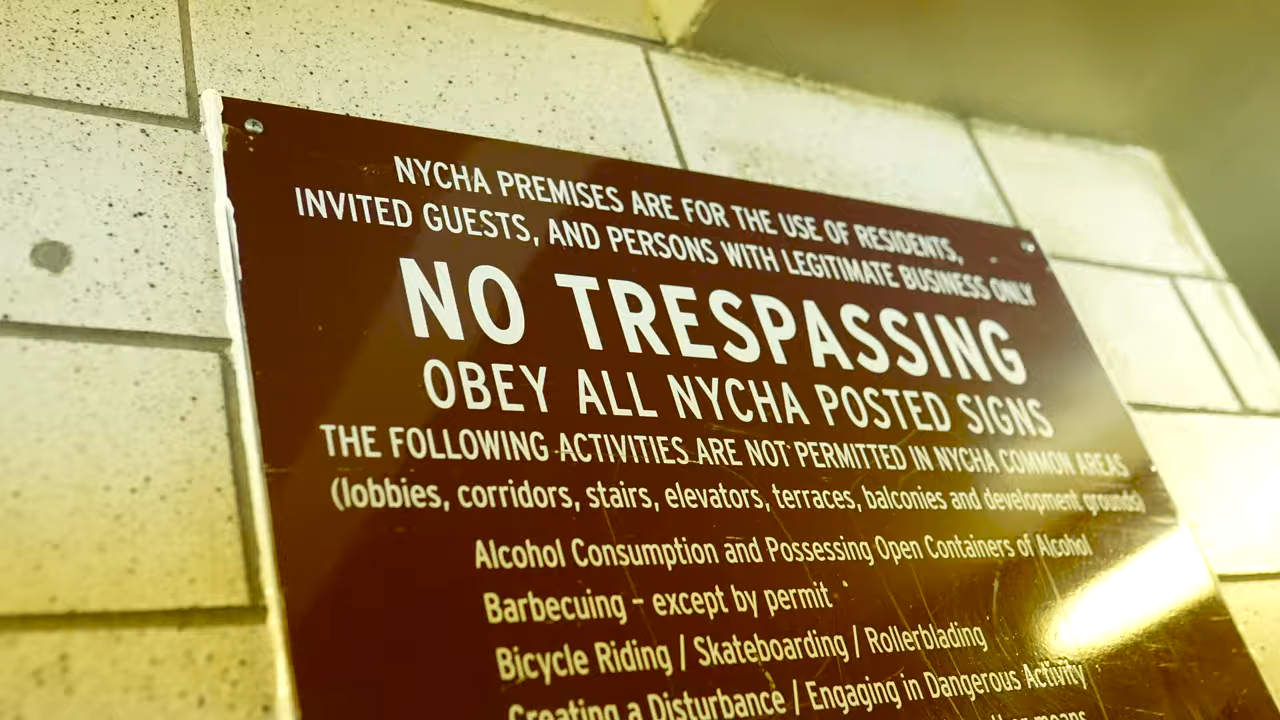 NYCHA PREMISES ARE FOR THE USE OF RESIDENTS,
INVITED GUESTS, AND PERSONS WITH LEGITIMATE BUSINESS ONLY
NO TRESPASSING
OBEY ALL NYCHA POSTED SIGNS
THE FOLLOWING ACTIVITIES ARE NOT PERMITTED IN NYCHA COMMON AREAS
(lobbies, corridors, stairs, elevators, terraces, balconies and development grounds)
Alcohol Consumption and Possessing Open Containers of Alcohol
Barbecuing – except by permit
Bicycle Riding / Skateboarding / Rollerblading
Creating a Disturbance / Engaging in Dangerous Activity
other means